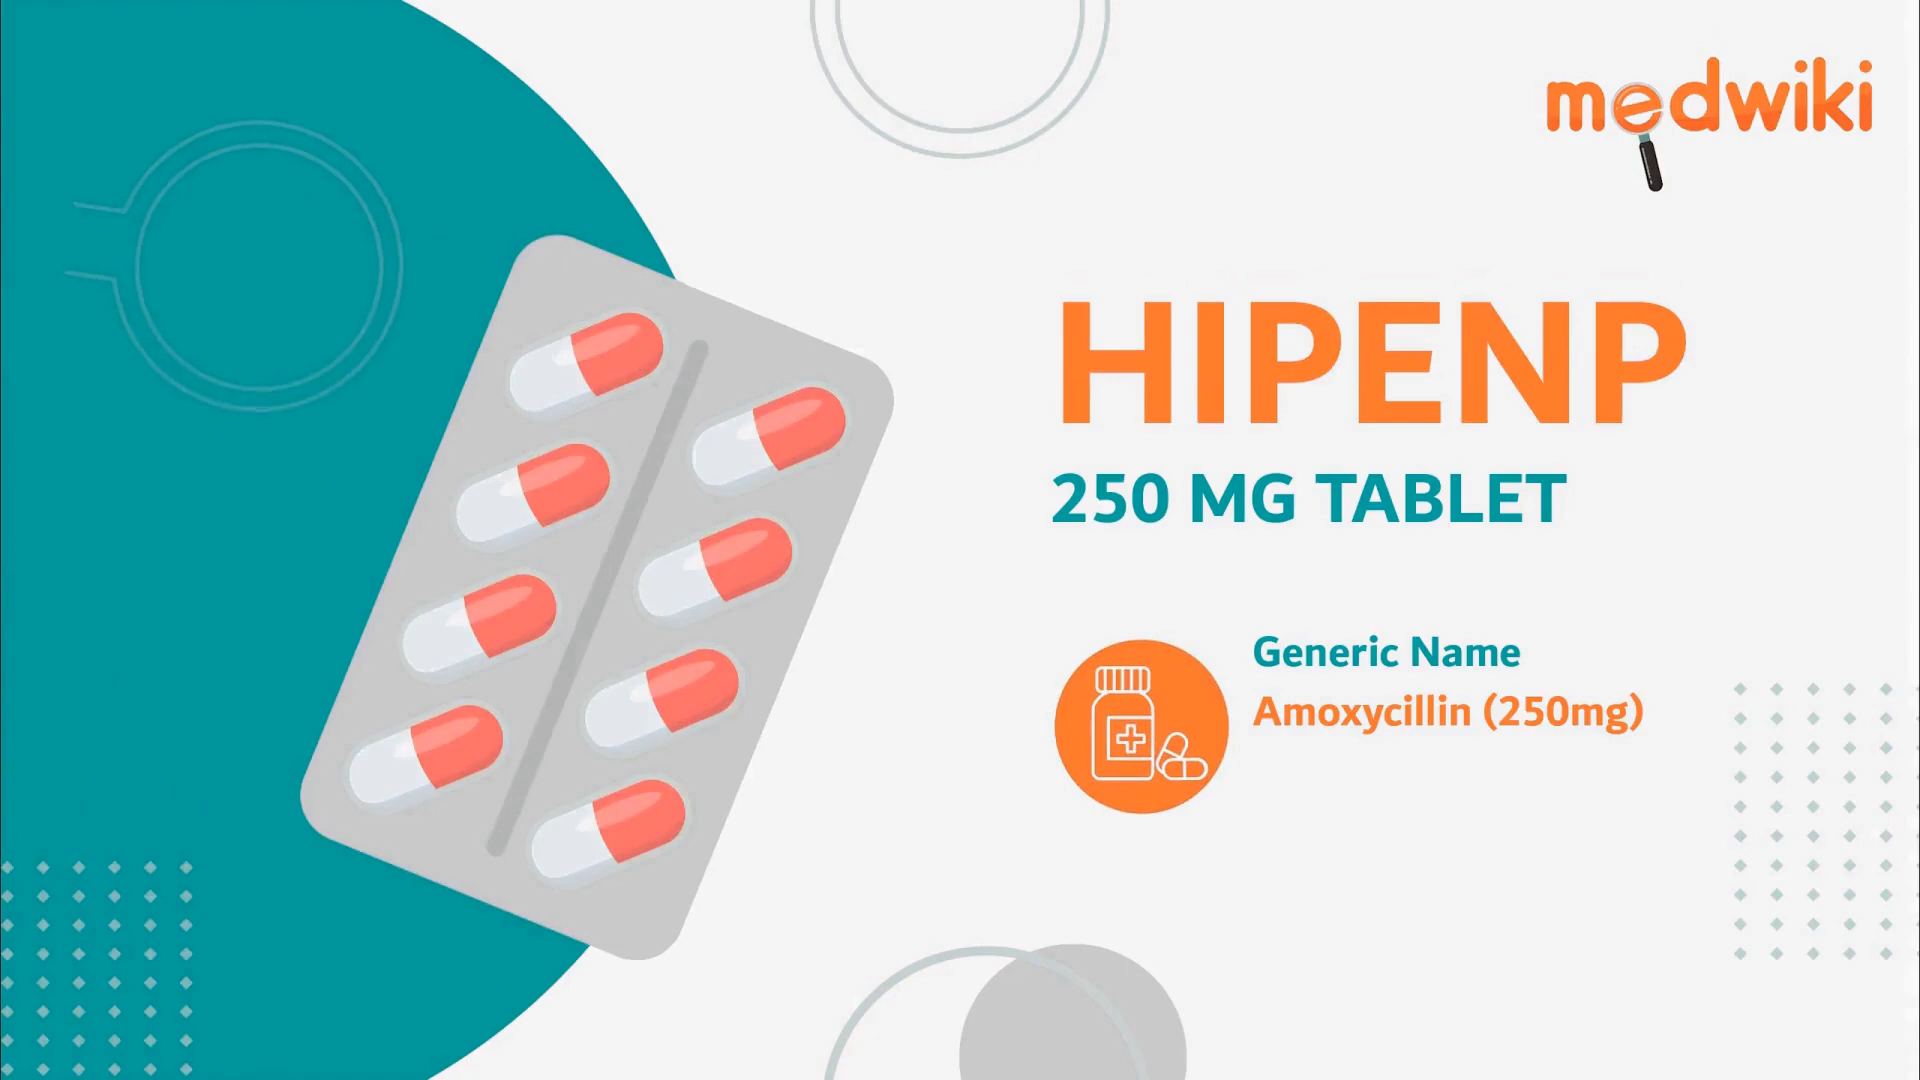 medwiki
HIPENP
250 MG TABLET
Generic Name
Amoxycillin (250mg)